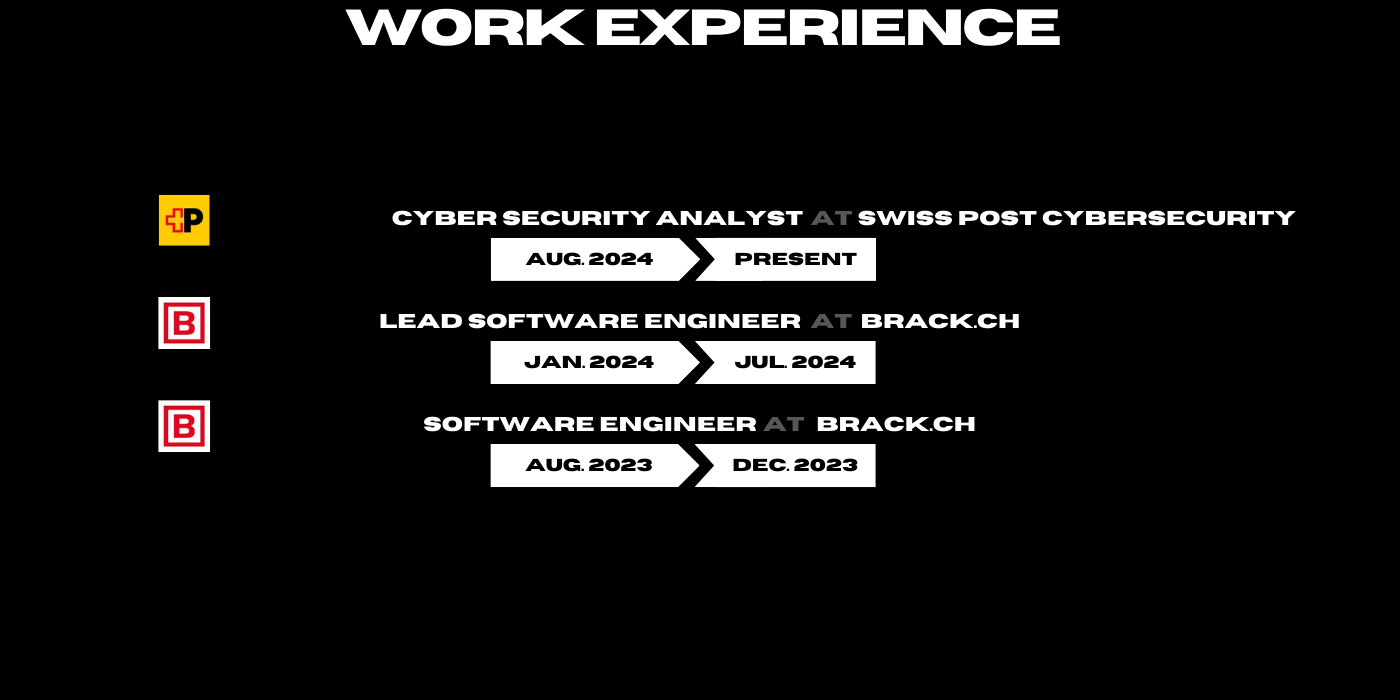 WORK EXPERIENCE
P
CYBER SECURITY ANALYST AT SWISS POST CYBERSECURITY
AUG. 2024 PRESENT
B
LEAD SOFTWARE ENGINEER AT BRACK.CH
JAN. 2024 JUL. 2024
B
SOFTWARE ENGINEER AT BRACK.CH
AUG. 2023 DEC. 2023